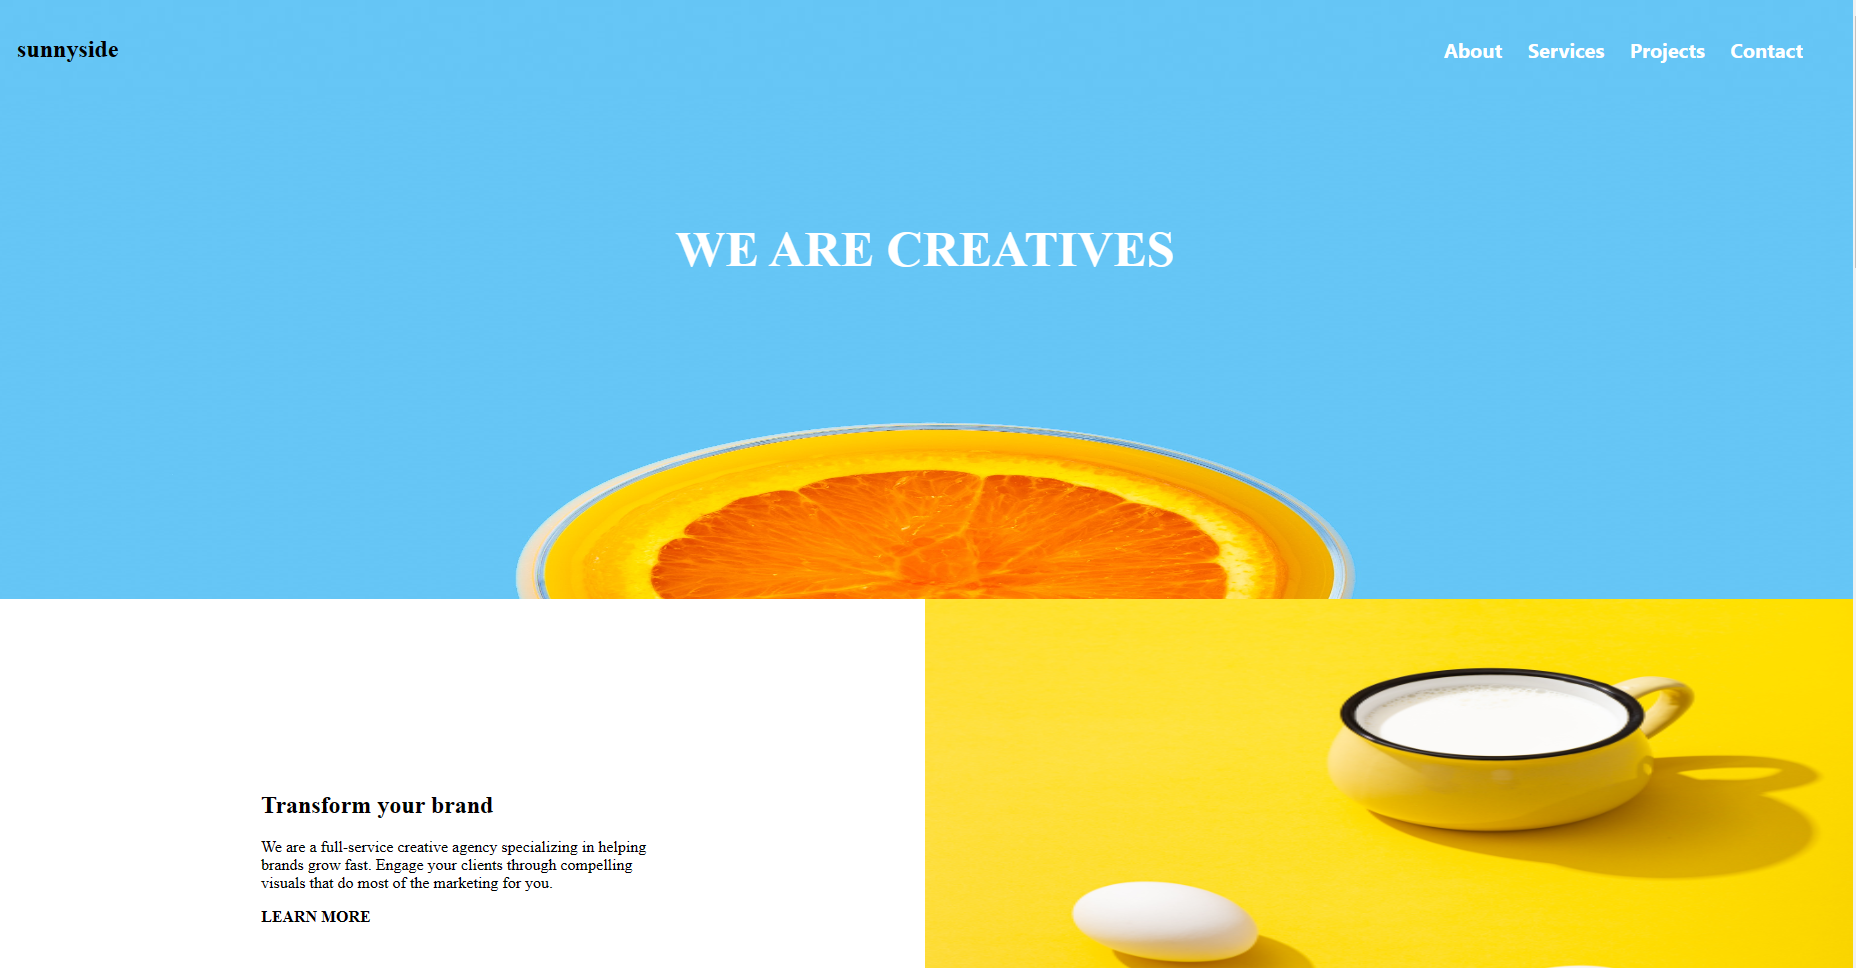 sunnyside
About Services Projects Contact
WE ARE CREATIVES
Transform your brand
We are a full-service creative agency specializing in helping
brands grow fast. Engage your clients through compelling
visuals that do most of the marketing for you.
LEARN MORE